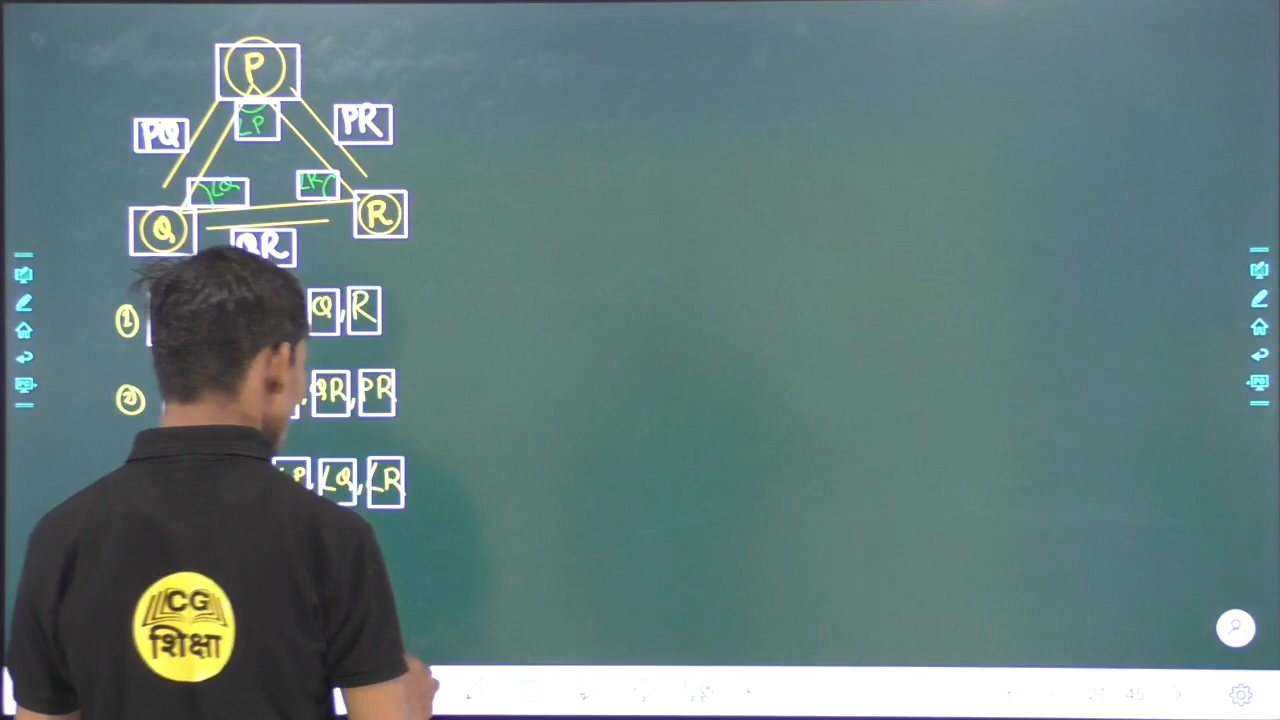 P
PQ
∠P
PR
∠Q
∠R
Q
R
QR
① Q, R
② , QR, PR
∠P, ∠Q, ∠R
CG
शिक्षा